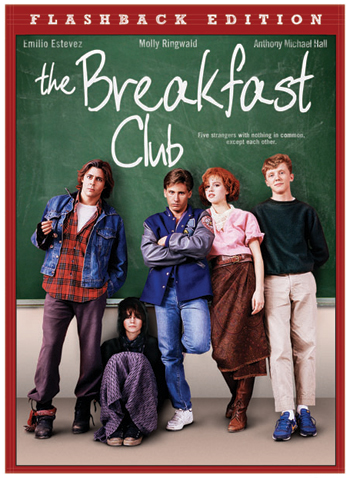 FLASHBACK EDITION
Emilio Estevez Molly Ringwald Anthony Michael Hall
the Breakfast
Club
Five strangers with nothing in common,
except each other.